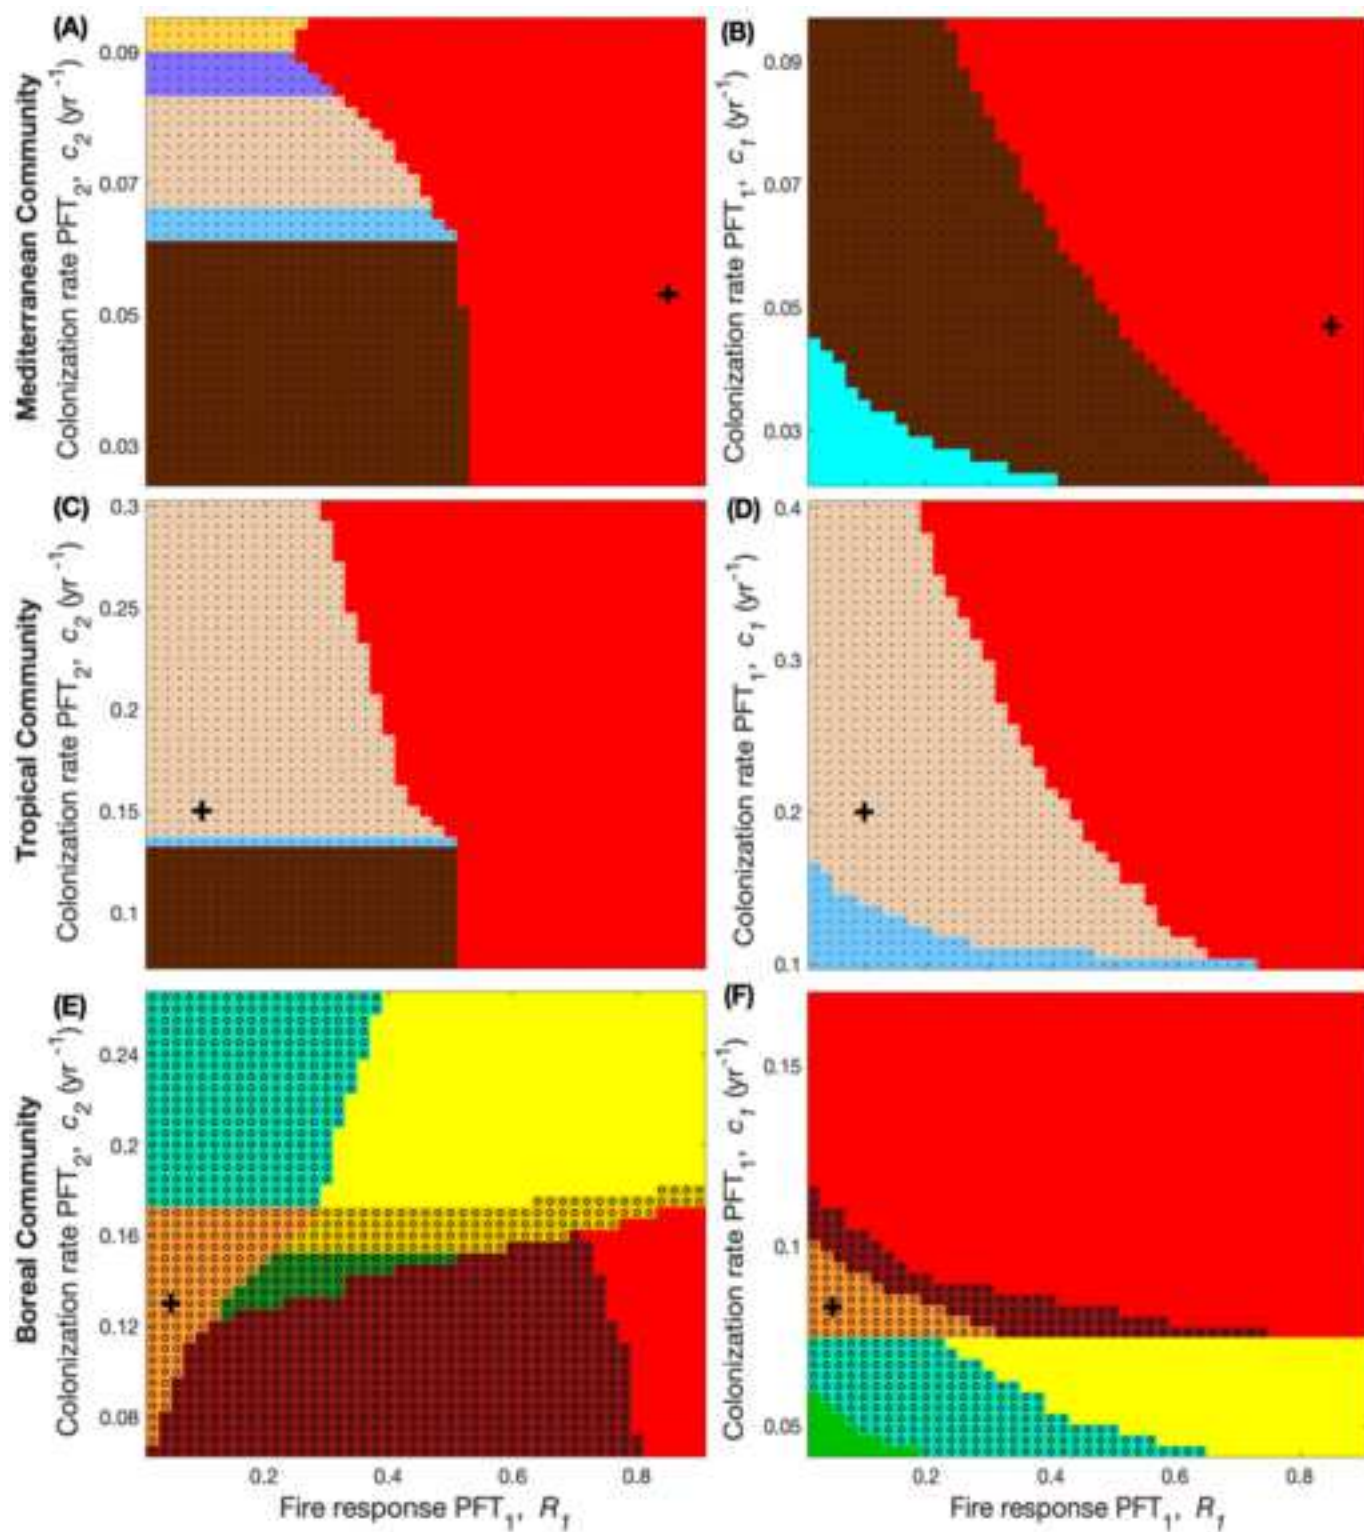 (A)
(B)
Mediterranean Community
Colonization rate PFT2, c2 (yr-1)
0.09
0.07
0.05
0.03
Colonization rate PFT1, c1 (yr-1)
0.09
0.07
0.05
0.03
(C)
(D)
Tropical Community
Colonization rate PFT2, c2 (yr-1)
0.3
0.25
0.2
0.15
0.1
Colonization rate PFT1, c1 (yr-1)
0.4
0.3
0.2
0.1
(E)
(F)
Boreal Community
Colonization rate PFT2, c2 (yr-1)
0.24
0.2
0.16
0.12
0.08
Colonization rate PFT1, c1 (yr-1)
0.15
0.1
0.05
0.2 0.4 0.6 0.8
0.2 0.4 0.6 0.8
Fire response PFT1, R1
Fire response PFT1, R1